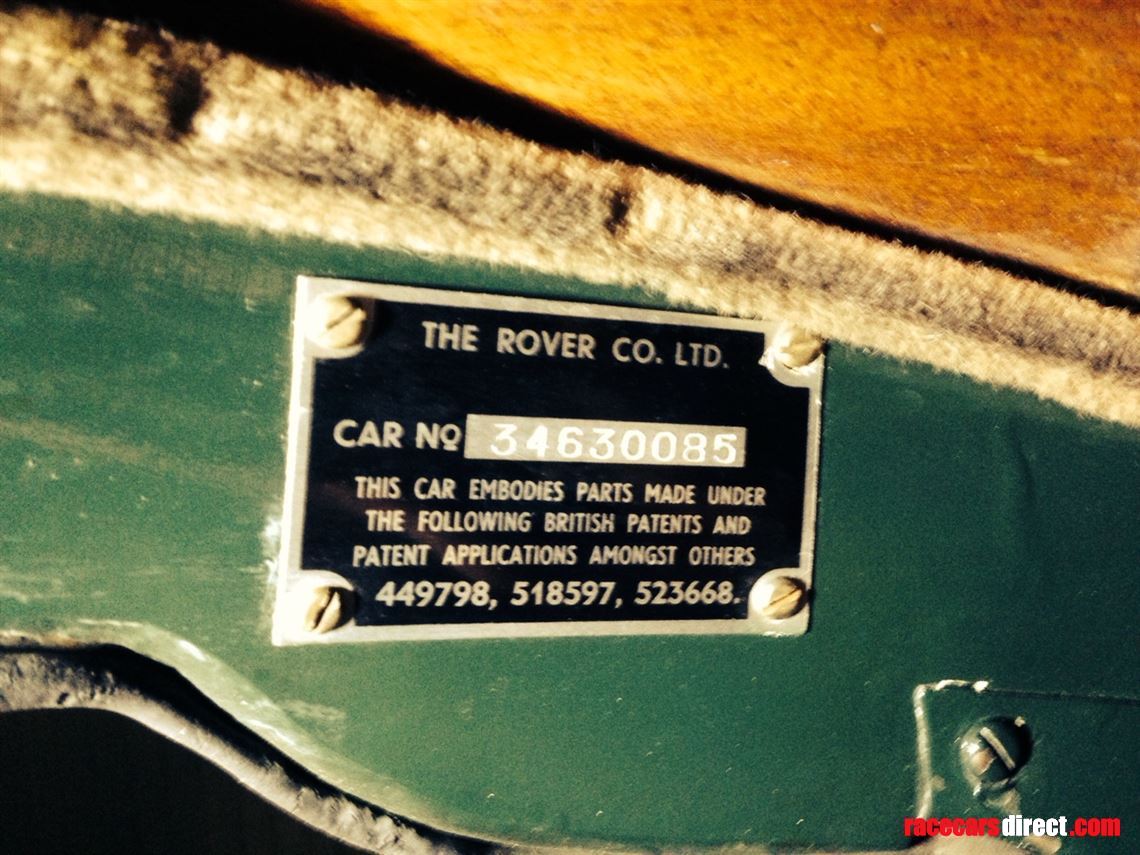 THE ROVER CO. LTD.
CAR Nº 34630085
THIS CAR EMBODIES PARTS MADE UNDER
THE FOLLOWING BRITISH PATENTS AND
PATENT APPLICATIONS AMONGST OTHERS
449798, 518597, 523668.
racecarsdirect.com